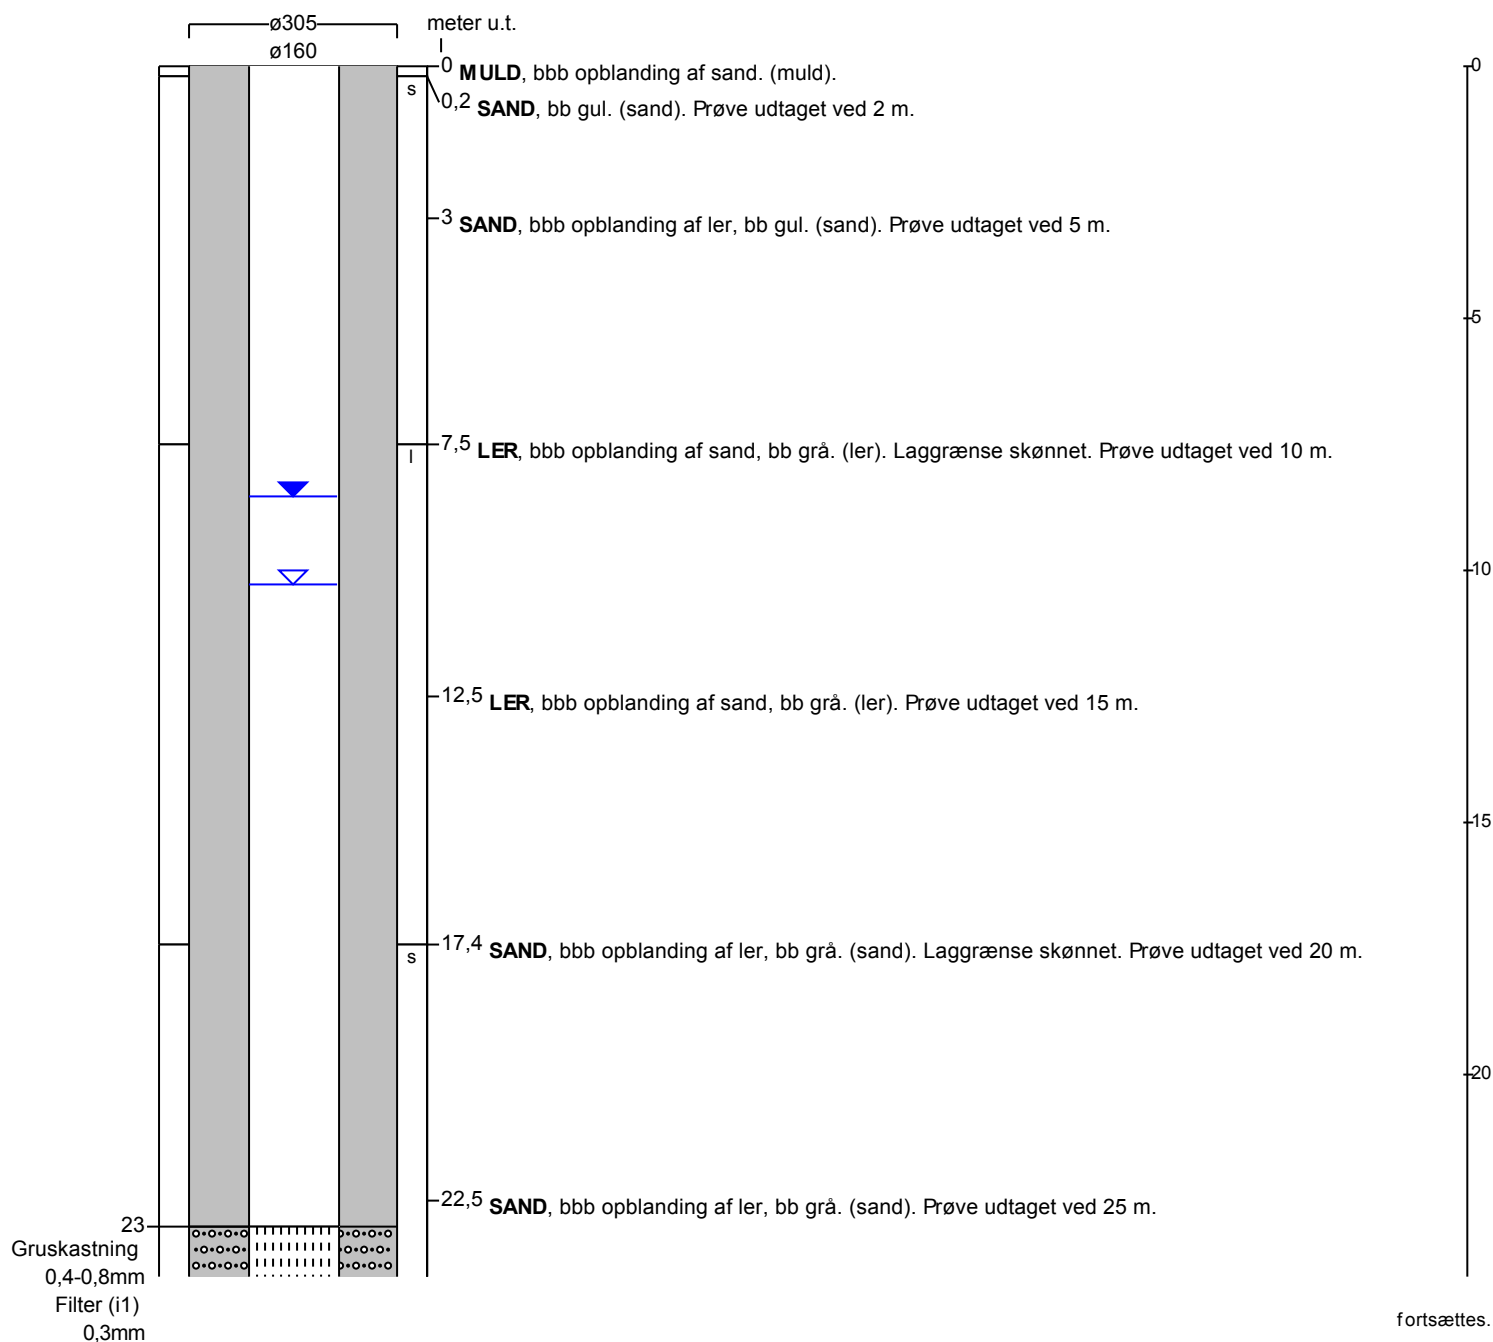 ø305
meter u.t.
ø160
0 MULD, bbb opblanding af sand. (muld).
0
s
0,2 SAND, bb gul. (sand). Prøve udtaget ved 2 m.
3 SAND, bbb opblanding af ler, bb gul. (sand). Prøve udtaget ved 5 m.
5
7,5 LER, bbb opblanding af sand, bb grå. (ler). Laggrænse skønnet. Prøve udtaget ved 10 m.
l
10
12,5 LER, bbb opblanding af sand, bb grå. (ler). Prøve udtaget ved 15 m.
15
17,4 SAND, bbb opblanding af ler, bb grå. (sand). Laggrænse skønnet. Prøve udtaget ved 20 m.
s
20
22,5 SAND, bbb opblanding af ler, bb grå. (sand). Prøve udtaget ved 25 m.
23
Gruskastning
0,4-0,8mm
Filter (i1)
0,3mm
fortsættes.